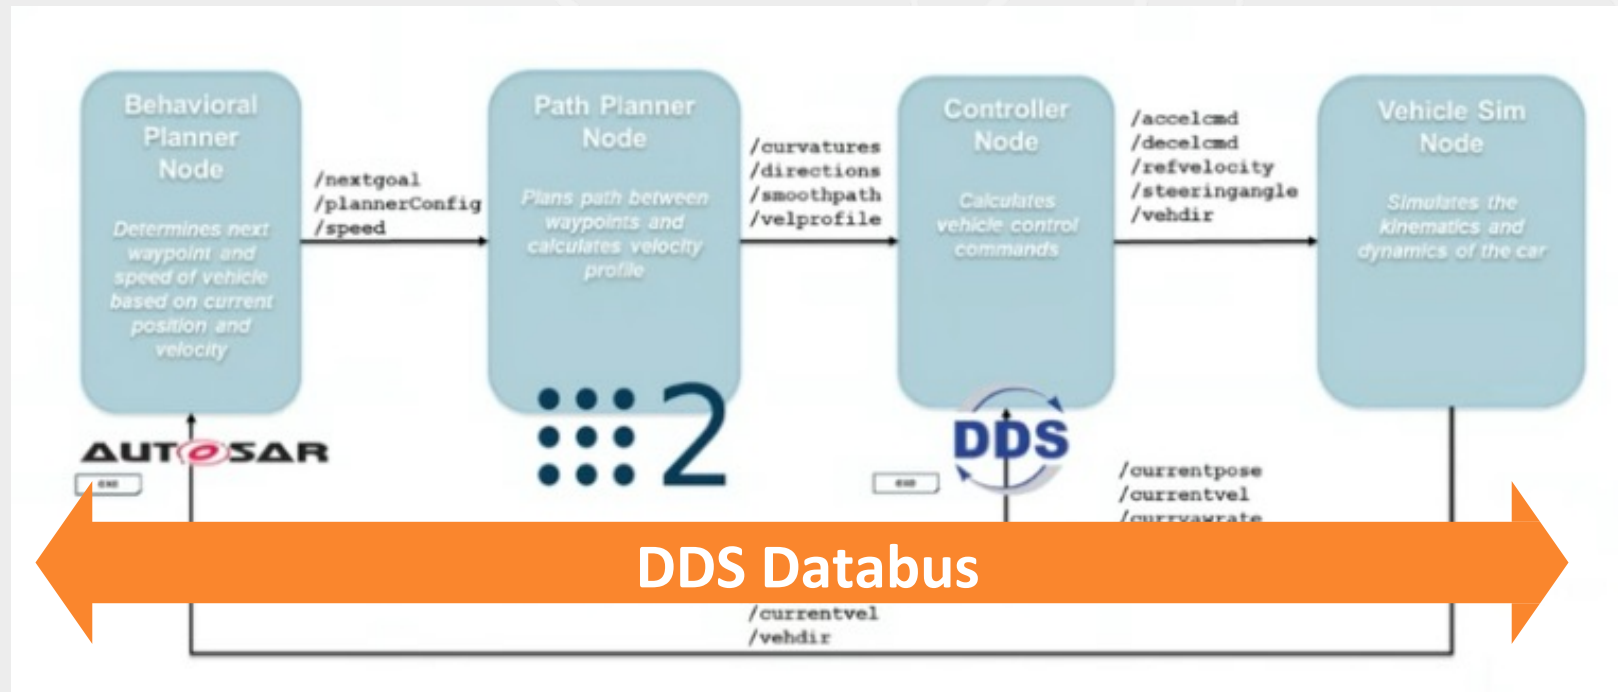 Behavioral
Planner
Node
Determines next
waypoint and
speed of vehicle
based on current
position and
velocity
/nextgoal
/plannerConfig
/speed
Path Planner
Node
Plans path between
waypoints and
calculates velocity
profile
/curvatures
/directions
/smoothpath
/velprofile
Controller
Node
Calculates
vehicle control
commands
/accelcmd
/decelcmd
/refvelocity
/steeringangle
/vehdir
Vehicle Sim
Node
Simulates the
kinematics and
dynamics of the car
AUTOSAR
exe
2
exe
DDS
/currentpose
/currentvel
/curryawrate
DDS Databus
/currentvel
/vehdir